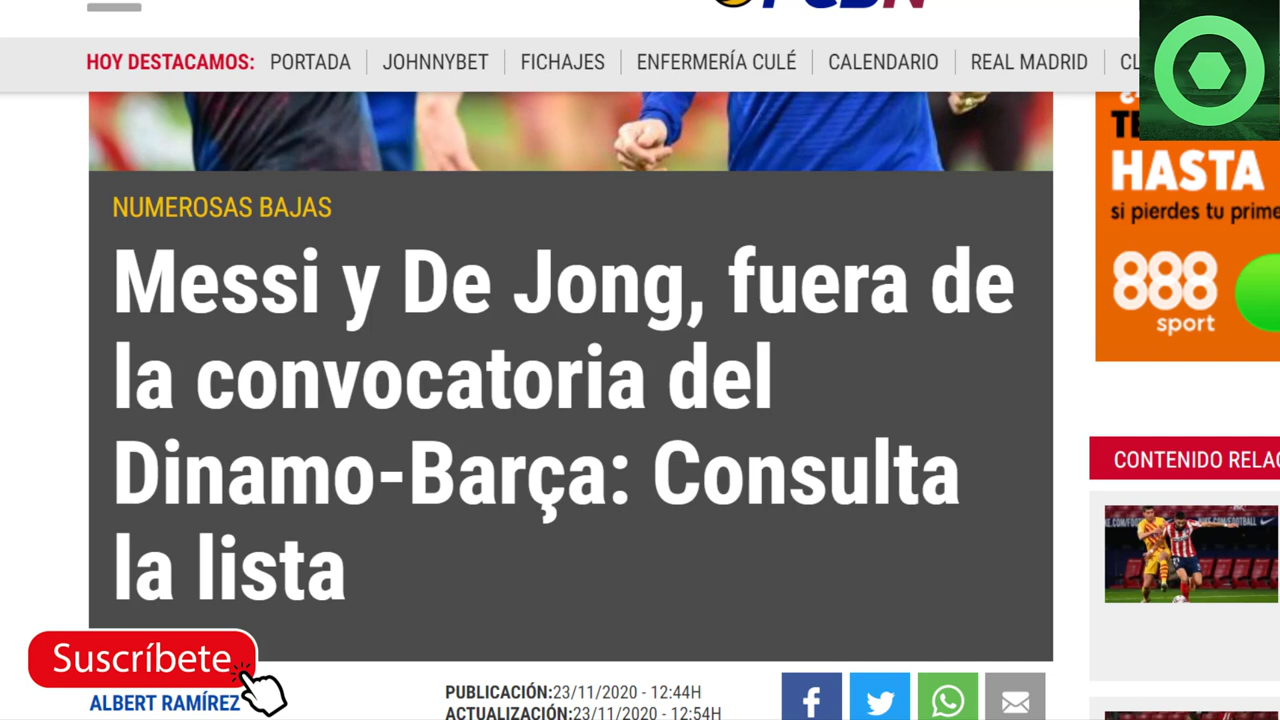 FCBN
HOY DESTACAMOS: PORTADA JOHNNYBET FICHAJES ENFERMERÍA CULÉ CALENDARIO REAL MADRID
HASTA
si pierdes tu
888
sport
NUMEROSAS BAJAS
Messi y De Jong, fuera de
la convocatoria del
Dinamo-Barça: Consulta
la lista
CONTENIDO
Suscríbete
ALBERT RAMÍREZ
PUBLICACIÓN:23/11/2020 - 12:44H
ACTUALIZACIÓN:23/11/2020 - 12:54H